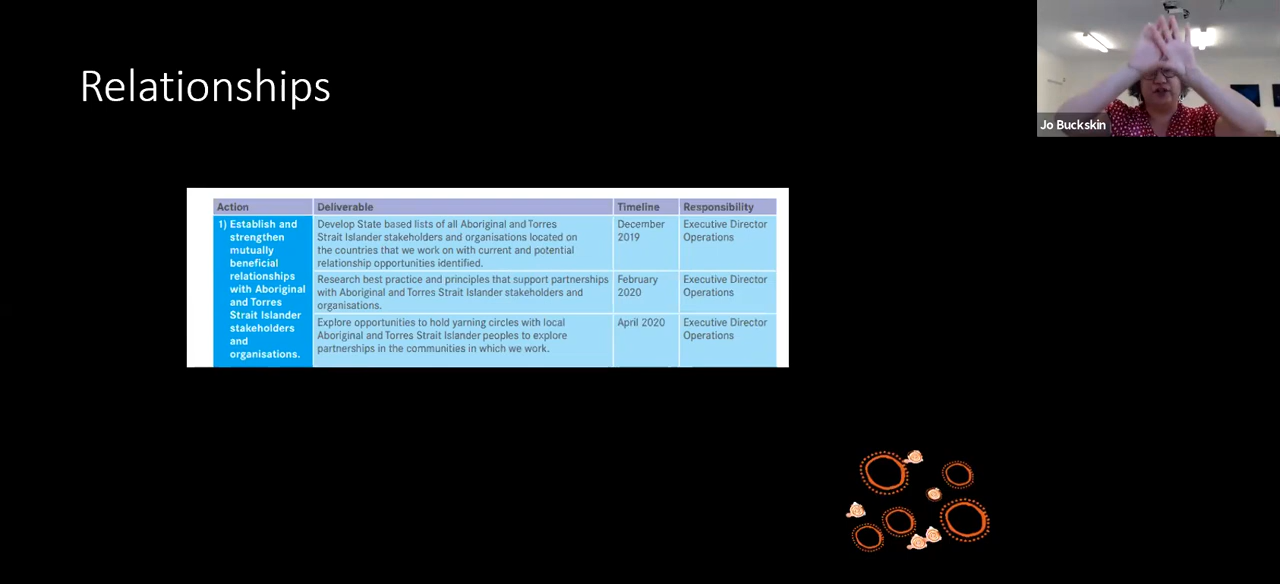 Relationships
Jo Buckskin
Action
Deliverable
Timeline
Responsibility
1) Establish and
strengthen
mutually
beneficial
relationships
with Aboriginal
and Torres
Strait Islander
stakeholders
and
organisations.
Develop State based lists of all Aboriginal and Torres
Strait Islander stakeholders and organisations located on
the countries that we work on with current and potential
relationship opportunities identified.
December
2019
Executive Director
Operations
Research best practice and principles that support partnerships
with Aboriginal and Torres Strait Islander stakeholders and
organisations.
February
2020
Executive Director
Operations
Explore opportunities to hold yarning circles with local
Aboriginal and Torres Strait Islander peoples to explore
partnerships in the communities in which we work.
April 2020
Executive Director
Operations